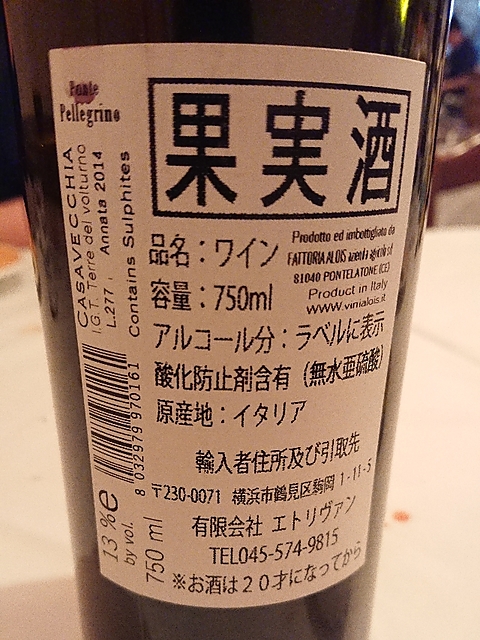 Ponte
Pellegrino
果実酒
品名：ワイン
容量：750ml
アルコール分：ラベルに表示
酸化防止剤含有（無水亜硫酸）
原産地：イタリア
輸入者住所及び引取先
〒230-0071 横浜市鶴見区駒岡1-11-5
有限会社 エトリヴァン
TEL045-574-9815
※お酒は２０才になってから
Prodotto ed imbottigliato da
FATTORIA ALOIS azienda agricola srl
81040 PONTELATONE (CE)
Product in Italy
www.vinialois.it
CASAVECCHIA
I.G.T. Terre del volturno
L.277 Annata 2014
Contains Sulphites
8 032979 970161
13 % e
by vol.
750 ml